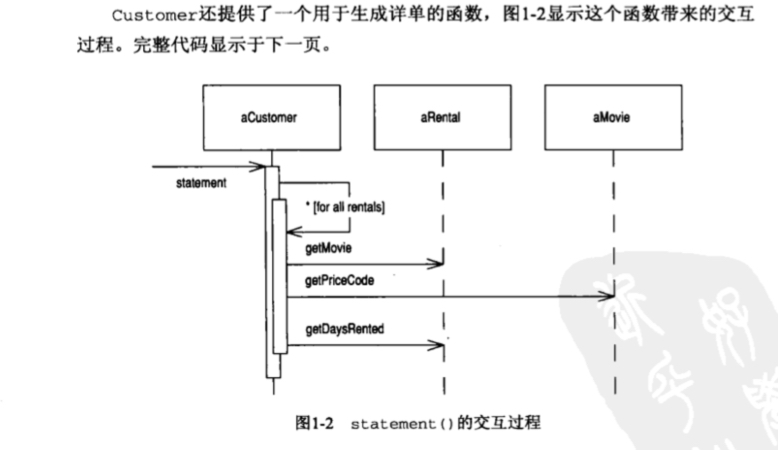 Customer还提供了一个用于生成详单的函数，图1-2显示这个函数带来的交互
过程。完整代码显示于下一页。
aCustomer
aRental
aMovie
statement
* [for all rentals]
getMovie
getPriceCode
getDaysRented
图1-2 statement()的交互过程